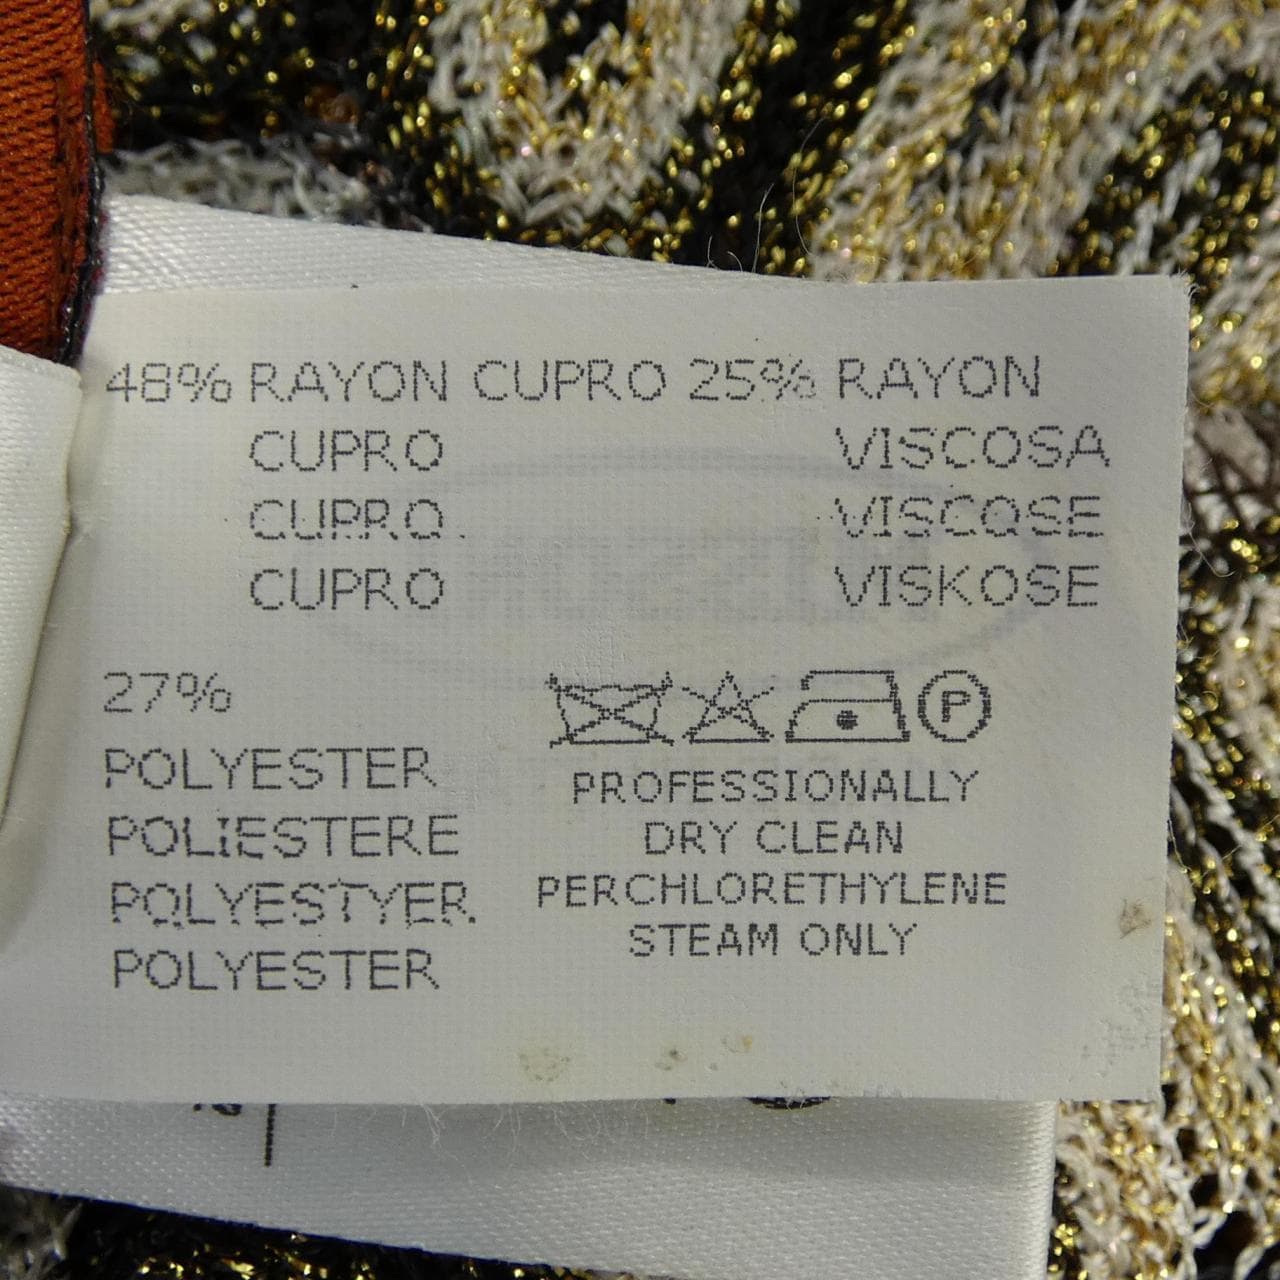 48% RAYON CUPRO 25% RAYON
CUPRO VISCOSA
CUPRO VISCOSE
CUPRO VISKOSE
27%
POLYESTER
POLIESTERE
POLYESTYER
POLYESTER
P
PROFESSIONALLY
DRY CLEAN
PERCHLORETHYLENE
STEAM ONLY